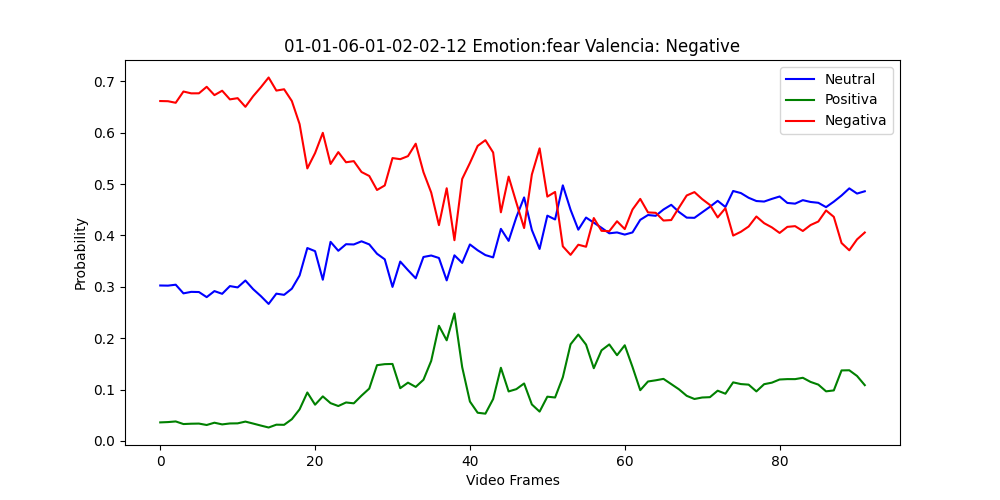 01-01-06-01-02-02-12 Emotion:fear Valencia: Negative
Neutral
Positiva
Negativa
Probability
0.7
0.6
0.5
0.4
0.3
0.2
0.1
0.0
0 20 40 60 80
Video Frames